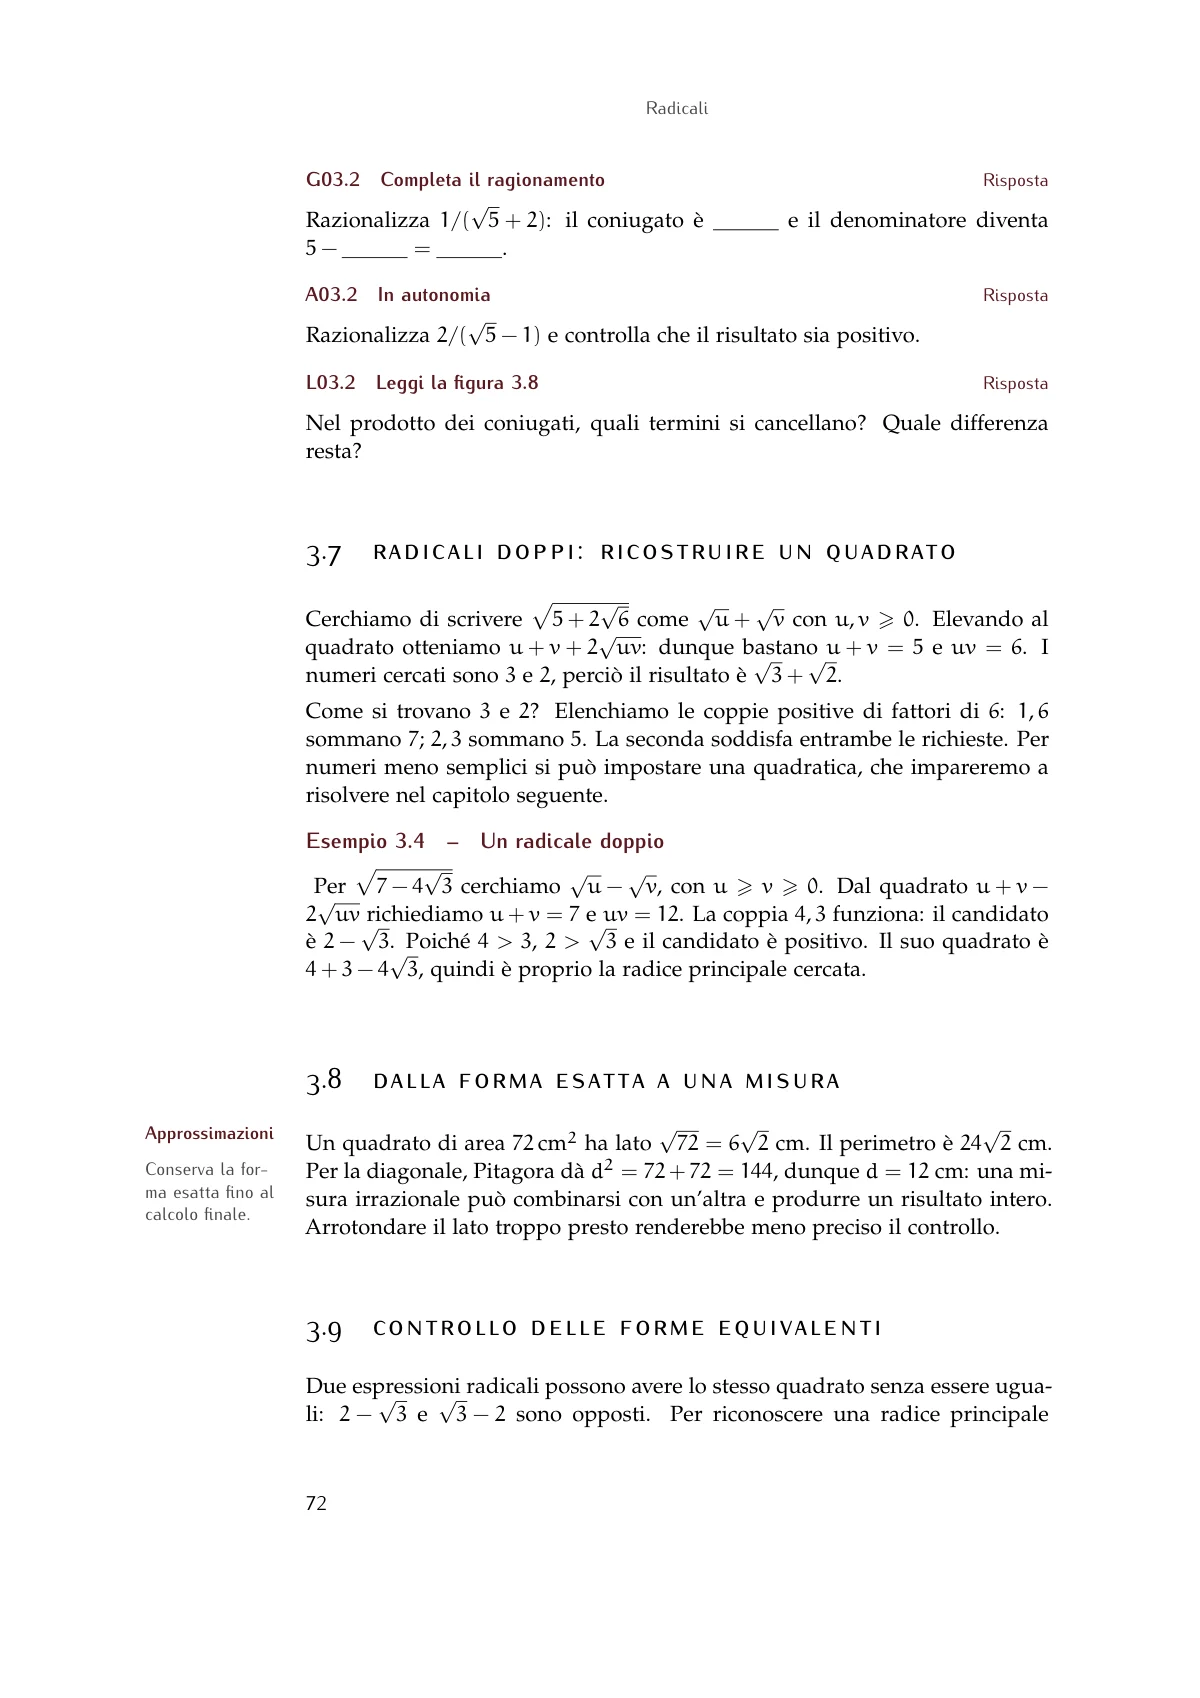 Radicali
G03.2 Completa il ragionamento Risposta
Razionalizza 1/(√5 + 2): il coniugato è ______ e il denominatore diventa
5 − ______ = ______.
A03.2 In autonomia Risposta
Razionalizza 2/(√5 − 1) e controlla che il risultato sia positivo.
L03.2 Leggi la figura 3.8 Risposta
Nel prodotto dei coniugati, quali termini si cancellano? Quale differenza
resta?
3.7 RADICALI DOPPI: RICOSTRUIRE UN QUADRATO
Cerchiamo di scrivere √(5 + 2√6) come √u + √v con u, v ⩾ 0. Elevando al
quadrato otteniamo u + v + 2√uv: dunque bastano u + v = 5 e uv = 6. I
numeri cercati sono 3 e 2, perciò il risultato è √3 + √2.
Come si trovano 3 e 2? Elenchiamo le coppie positive di fattori di 6: 1, 6
sommano 7; 2, 3 sommano 5. La seconda soddisfa entrambe le richieste. Per
numeri meno semplici si può impostare una quadratica, che impareremo a
risolvere nel capitolo seguente.
Esempio 3.4 – Un radicale doppio
Per √(7 − 4√3) cerchiamo √u − √v, con u ⩾ v ⩾ 0. Dal quadrato u + v −
2√uv richiediamo u + v = 7 e uv = 12. La coppia 4, 3 funziona: il candidato
è 2 − √3. Poiché 4 > 3, 2 > √3 e il candidato è positivo. Il suo quadrato è
4 + 3 − 4√3, quindi è proprio la radice principale cercata.
3.8 DALLA FORMA ESATTA A UNA MISURA
Approssimazioni
Conserva la for-
ma esatta fino al
calcolo finale.
Un quadrato di area 72 cm² ha lato √72 = 6√2 cm. Il perimetro è 24√2 cm.
Per la diagonale, Pitagora dà d² = 72 + 72 = 144, dunque d = 12 cm: una mi-
sura irrazionale può combinarsi con un'altra e produrre un risultato intero.
Arrotondare il lato troppo presto renderebbe meno preciso il controllo.
3.9 CONTROLLO DELLE FORME EQUIVALENTI
Due espressioni radicali possono avere lo stesso quadrato senza essere ugua-
li: 2 − √3 e √3 − 2 sono opposti. Per riconoscere una radice principale
72